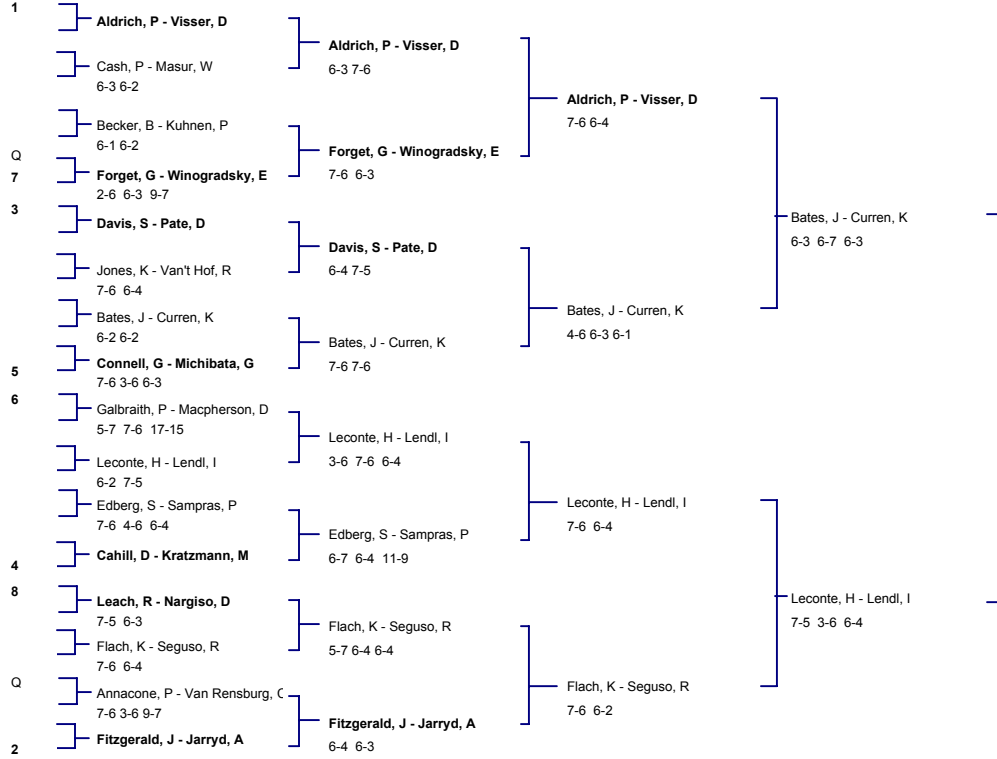 1
Aldrich, P - Visser, D
Cash, P - Masur, W
6-3 6-2
Becker, B - Kuhnen, P
6-1 6-2
Q
7
Forget, G - Winogradsky, E
2-6 6-3 9-7
3
Davis, S - Pate, D
Jones, K - Van't Hof, R
7-6 6-4
Bates, J - Curren, K
6-2 6-2
5
Connell, G - Michibata, G
7-6 3-6 6-3
6
Galbraith, P - Macpherson, D
5-7 7-6 17-15
Leconte, H - Lendl, I
6-2 7-5
Edberg, S - Sampras, P
7-6 4-6 6-4
4
Cahill, D - Kratzmann, M
8
Leach, R - Nargiso, D
7-5 6-3
Flach, K - Seguso, R
7-6 6-4
Q
Annacone, P - Van Rensburg, C
7-6 3-6 9-7
2
Fitzgerald, J - Jarryd, A
Aldrich, P - Visser, D
6-3 7-6
Forget, G - Winogradsky, E
7-6 6-3
Davis, S - Pate, D
6-4 7-5
Bates, J - Curren, K
7-6 7-6
Leconte, H - Lendl, I
3-6 7-6 6-4
Edberg, S - Sampras, P
6-7 6-4 11-9
Flach, K - Seguso, R
5-7 6-4 6-4
Fitzgerald, J - Jarryd, A
6-4 6-3
Aldrich, P - Visser, D
7-6 6-4
Bates, J - Curren, K
4-6 6-3 6-1
Leconte, H - Lendl, I
7-6 6-4
Flach, K - Seguso, R
7-6 6-2
Bates, J - Curren, K
6-3 6-7 6-3
Leconte, H - Lendl, I
7-5 3-6 6-4